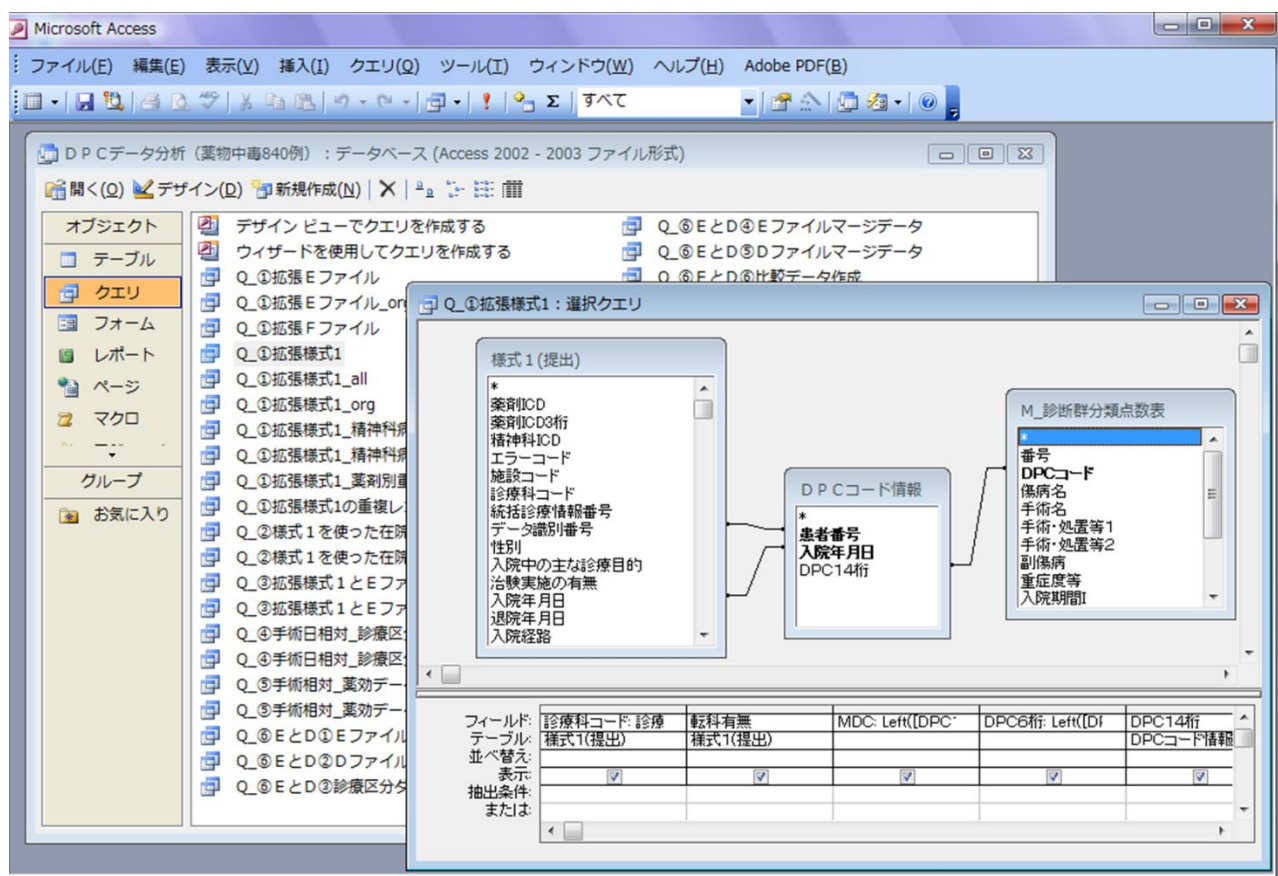 Microsoft Access
ファイル(F) 編集(E) 表示(V) 挿入(I) クエリ(Q) ツール(T) ウィンドウ(W) ヘルプ(H) Adobe PDF(B)
すべて
ＤＰＣデータ分析（薬物中毒840例）：データベース (Access 2002 - 2003 ファイル形式)
開く(O) デザイン(D) 新規作成(N)
オブジェクト
テーブル
クエリ
フォーム
レポート
ページ
マクロ
グループ
お気に入り
デザイン ビューでクエリを作成する
ウィザードを使用してクエリを作成する
Q_①拡張Ｅファイル
Q_①拡張Ｅファイル_org
Q_①拡張Ｆファイル
Q_①拡張様式1
Q_①拡張様式1_all
Q_①拡張様式1_org
Q_①拡張様式1_精神科病
Q_①拡張様式1_精神科病
Q_①拡張様式1_薬剤別重
Q_①拡張様式1の重複レ
Q_②様式１を使った在院
Q_②様式１を使った在院
Q_③拡張様式１とＥファ
Q_③拡張様式１とＥファ
Q_④手術日相対_診療区
Q_④手術日相対_診療区
Q_⑤手術相対_薬効デー
Q_⑤手術相対_薬効デー
Q_⑥ＥとＤ①Ｅファイル
Q_⑥ＥとＤ②Ｄファイル
Q_⑥ＥとＤ③診療区分
Q_⑥ＥとＤ④Ｅファイルマージデータ
Q_⑥ＥとＤ⑤Ｄファイルマージデータ
Q_⑥ＥとＤ⑥比較データ作成
Q_①拡張様式1：選択クエリ
様式１(提出)
*
薬剤ICD
薬剤ICD3桁
精神科ICD
エラーコード
施設コード
診療科コード
統括診療情報番号
データ識別番号
性別
入院中の主な診療目的
治験実施の有無
入院年月日
退院年月日
入院経路
ＤＰＣコード情報
*
患者番号
入院年月日
DPC14桁
M_診断群分類点数表
*
番号
DPCコード
傷病名
手術名
手術・処置等1
手術・処置等2
副傷病
重症度等
入院期間I
フィールド: 診療科コード: 診療 転科有無 MDC: Left([DPC DPC6桁: Left([DF DPC14桁
テーブル: 様式1(提出) 様式1(提出) DPCコード情報
並べ替え:
表示:
抽出条件:
または: